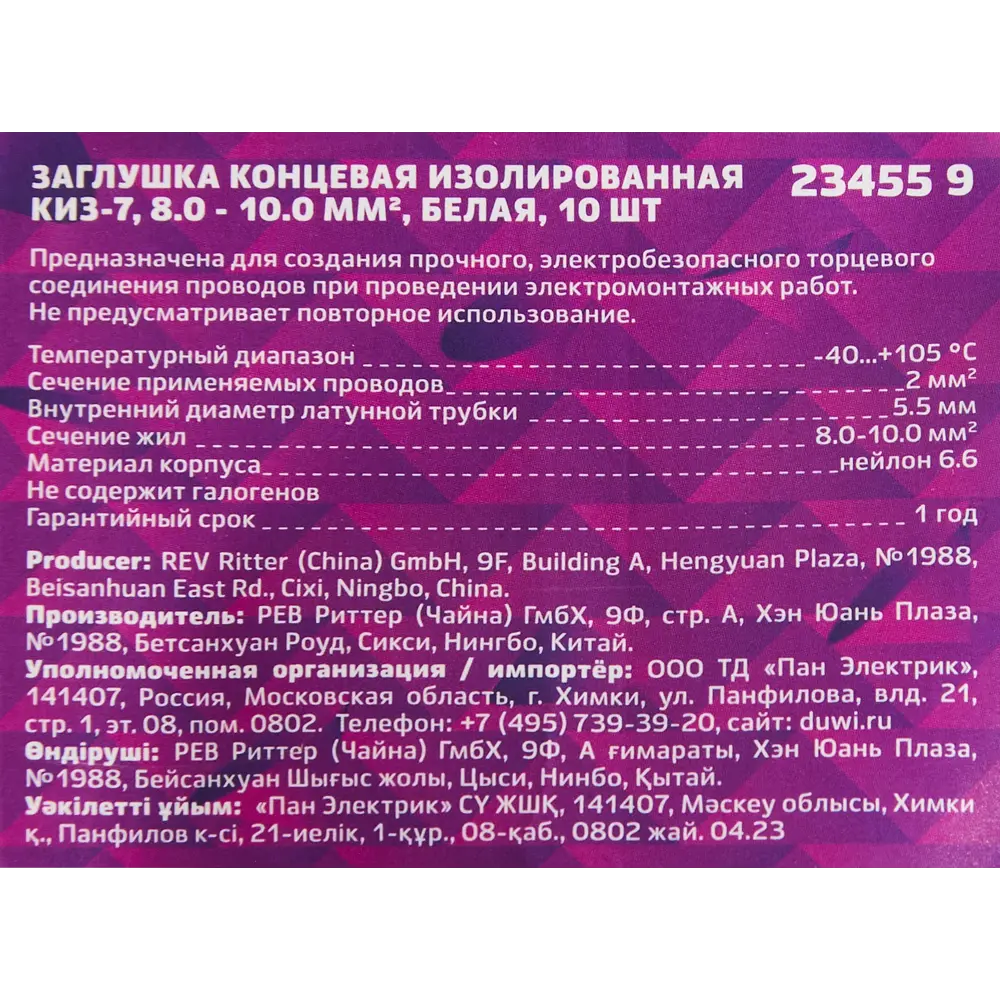 ЗАГЛУШКА КОНЦЕВАЯ ИЗОЛИРОВАННАЯ 23455 9
КИЗ-7, 8.0 - 10.0 ММ², БЕЛАЯ, 10 ШТ
Предназначена для создания прочного, электробезопасного торцевого
соединения проводов при проведении электромонтажных работ.
Не предусматривает повторное использование.
Температурный диапазон -40...+105 °C
Сечение применяемых проводов 2 мм²
Внутренний диаметр латунной трубки 5.5 мм
Сечение жил 8.0-10.0 мм²
Материал корпуса нейлон 6.6
Не содержит галогенов
Гарантийный срок 1 год
Producer: REV Ritter (China) GmbH, 9F, Building A, Hengyuan Plaza, №1988,
Beisanhuan East Rd., Cixi, Ningbo, China.
Производитель: РЕВ Риттер (Чайна) ГмбХ, 9Ф, стр. А, Хэн Юань Плаза,
№1988, Бетсанхуан Роуд, Сикси, Нингбо, Китай.
Уполномоченная организация / импортёр: ООО ТД «Пан Электрик»,
141407, Россия, Московская область, г. Химки, ул. Панфилова, влд. 21,
стр. 1, эт. 08, пом. 0802. Телефон: +7 (495) 739-39-20, сайт: duwi.ru
Өндіруші: РЕВ Риттер (Чайна) ГмбХ, 9Ф, А ғимараты, Хэн Юань Плаза,
№1988, Бейсанхуан Шығыс жолы, Цысы, Нинбо, Қытай.
Уәкілетті ұйым: «Пан Электрик» СҮ ЖШҚ, 141407, Мәскеу облысы, Химки
қ., Панфилов к-сі, 21-иелік, 1-құр., 08-қаб., 0802 жай. 04.23